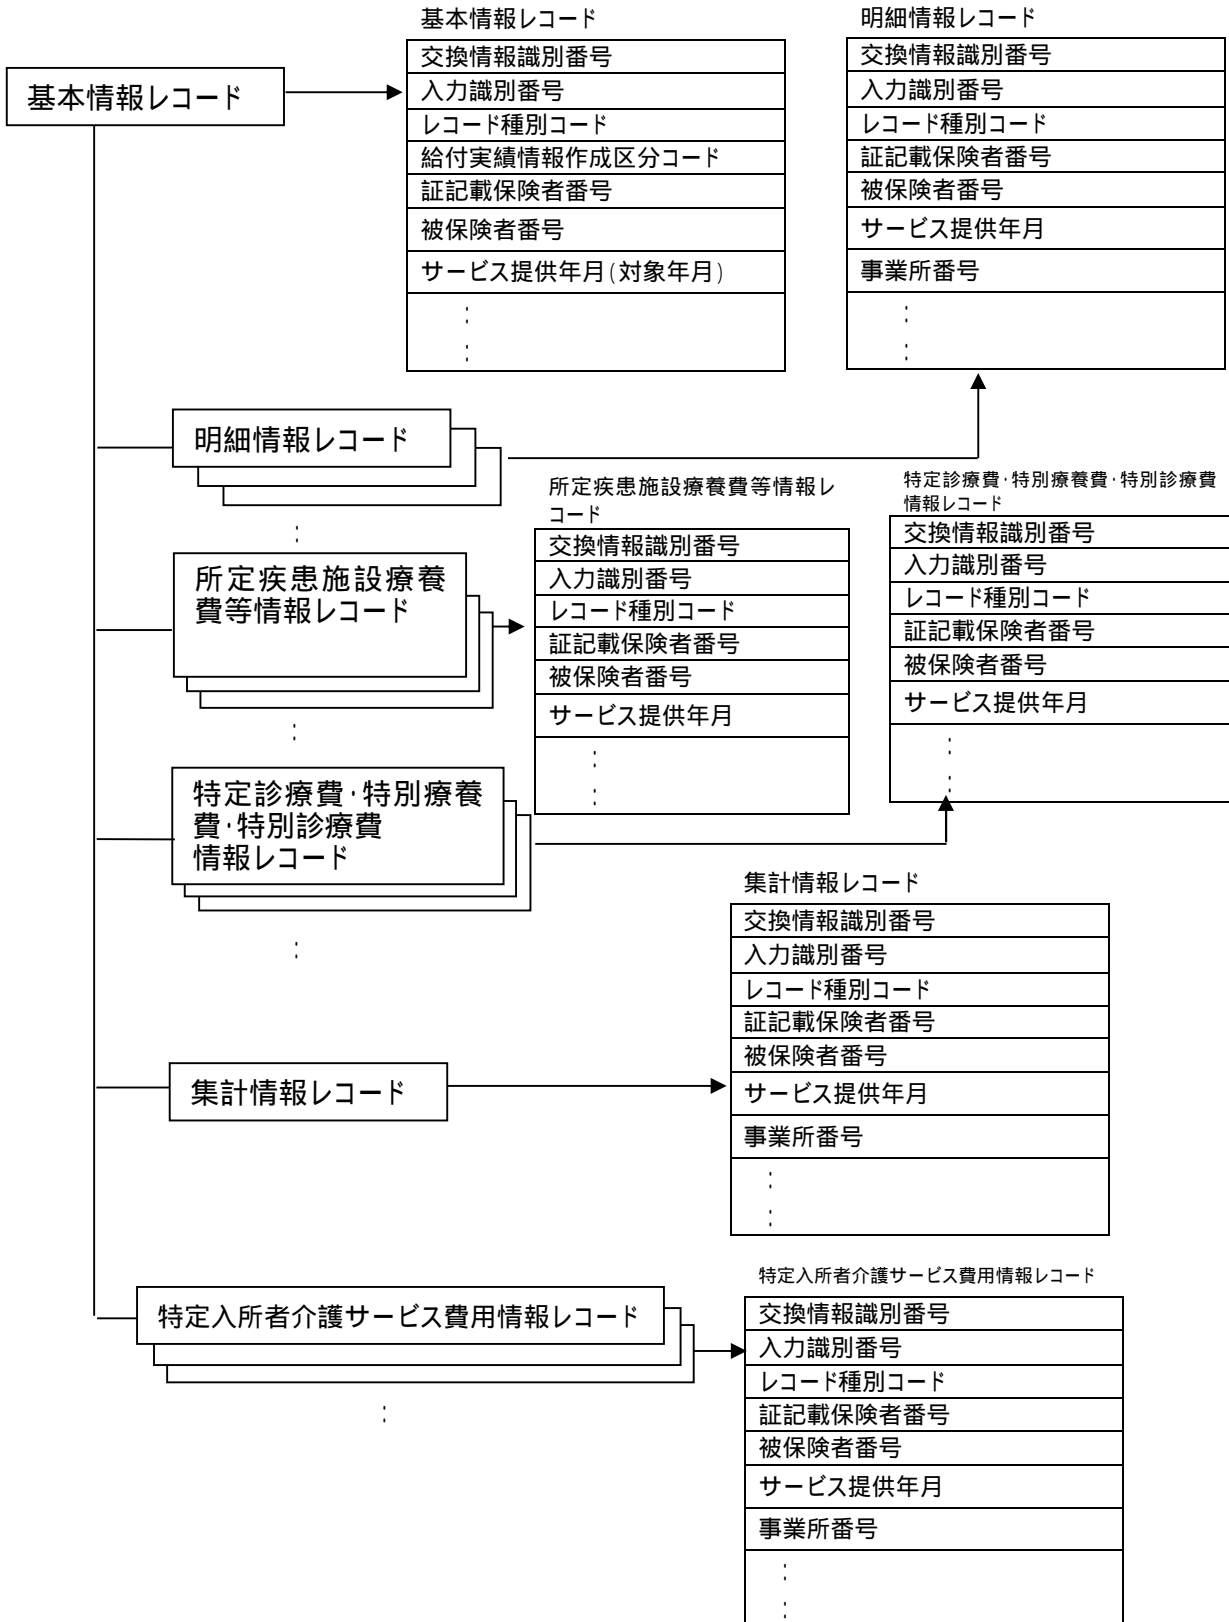 基本情報レコード
基本情報レコード
交換情報識別番号
入力識別番号
レコード種別コード
給付実績情報作成区分コード
証記載保険者番号
被保険者番号
サービス提供年月(対象年月)
:
:
明細情報レコード
交換情報識別番号
入力識別番号
レコード種別コード
証記載保険者番号
被保険者番号
サービス提供年月
事業所番号
:
:
明細情報レコード
:
所定疾患施設療養
費等情報レコード
:
所定疾患施設療養費等情報レ
コード
交換情報識別番号
入力識別番号
レコード種別コード
証記載保険者番号
被保険者番号
サービス提供年月
:
:
特定診療費・特別療養費・特別診療費
情報レコード
交換情報識別番号
入力識別番号
レコード種別コード
証記載保険者番号
被保険者番号
サービス提供年月
:
:
特定診療費・特別療養
費・特別診療費
情報レコード
:
集計情報レコード
集計情報レコード
交換情報識別番号
入力識別番号
レコード種別コード
証記載保険者番号
被保険者番号
サービス提供年月
事業所番号
:
:
特定入所者介護サービス費用情報レコード
:
特定入所者介護サービス費用情報レコード
交換情報識別番号
入力識別番号
レコード種別コード
証記載保険者番号
被保険者番号
サービス提供年月
事業所番号
:
: